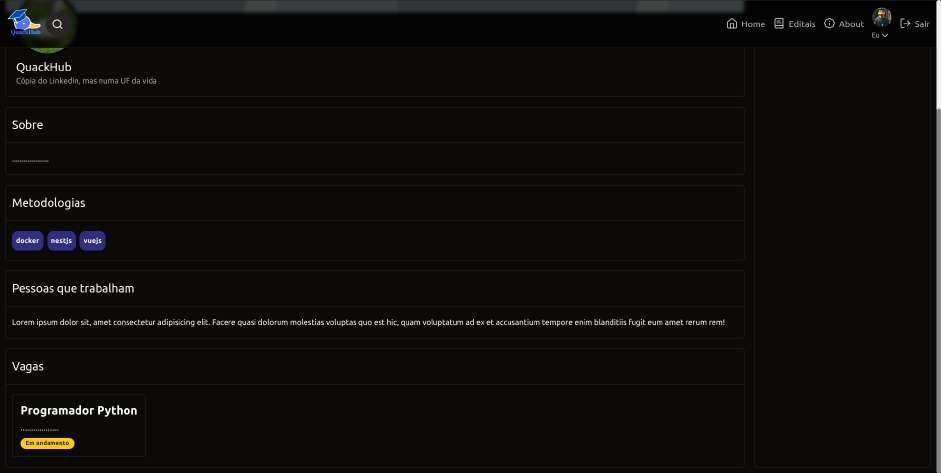 QuackHub
Home
Editais
About
Eu
Sair
QuackHub
Cópia do Linkedin, mas numa UF da vida
Sobre
..................
Metodologias
docker
nestjs
vuejs
Pessoas que trabalham
Lorem ipsum dolor sit, amet consectetur adipisicing elit. Facere quasi dolorum molestias voluptas quo est hic, quam voluptatum ad ex et accusantium tempore enim blanditiis fugit eum amet rerum rem!
Vagas
Programador Python
..................
Em andamento